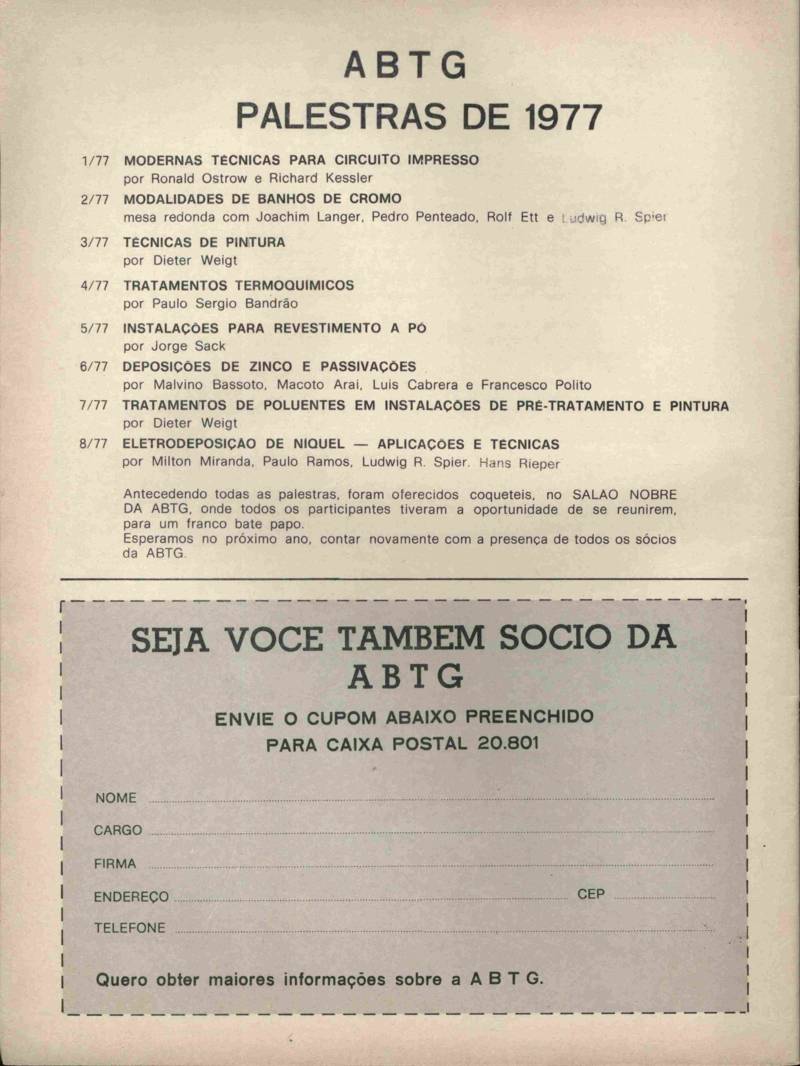 ABTG
PALESTRAS DE 1977
1/77 MODERNAS TÉCNICAS PARA CIRCUITO IMPRESSO
por Ronald Ostrow e Richard Kessler
2/77 MODALIDADES DE BANHOS DE CROMO
mesa redonda com Joachim Langer, Pedro Penteado, Rolf Ett e Ludwig R. Spier
3/77 TÉCNICAS DE PINTURA
por Dieter Weigt
4/77 TRATAMENTOS TERMOQUIMICOS
por Paulo Sergio Bandrão
5/77 INSTALAÇÕES PARA REVESTIMENTO A PÓ
por Jorge Sack
6/77 DEPOSIÇÕES DE ZINCO E PASSIVAÇÕES
por Malvino Bassoto, Macoto Arai, Luis Cabrera e Francesco Polito
7/77 TRATAMENTOS DE POLUENTES EM INSTALAÇÕES DE PRÉ-TRATAMENTO E PINTURA
por Dieter Weigt
8/77 ELETRODEPOSIÇÃO DE NIQUEL — APLICAÇÕES E TÉCNICAS
por Milton Miranda, Paulo Ramos, Ludwig R. Spier. Hans Rieper
Antecedendo todas as palestras, foram oferecidos coqueteis, no SALAO NOBRE
DA ABTG, onde todos os participantes tiveram a oportunidade de se reunirem,
para um franco bate papo.
Esperamos no próximo ano, contar novamente com a presença de todos os sócios
da ABTG.
SEJA VOCE TAMBEM SOCIO DA
ABTG
ENVIE O CUPOM ABAIXO PREENCHIDO
PARA CAIXA POSTAL 20.801
NOME
CARGO
FIRMA
ENDEREÇO CEP
TELEFONE
Quero obter maiores informações sobre a A B T G.